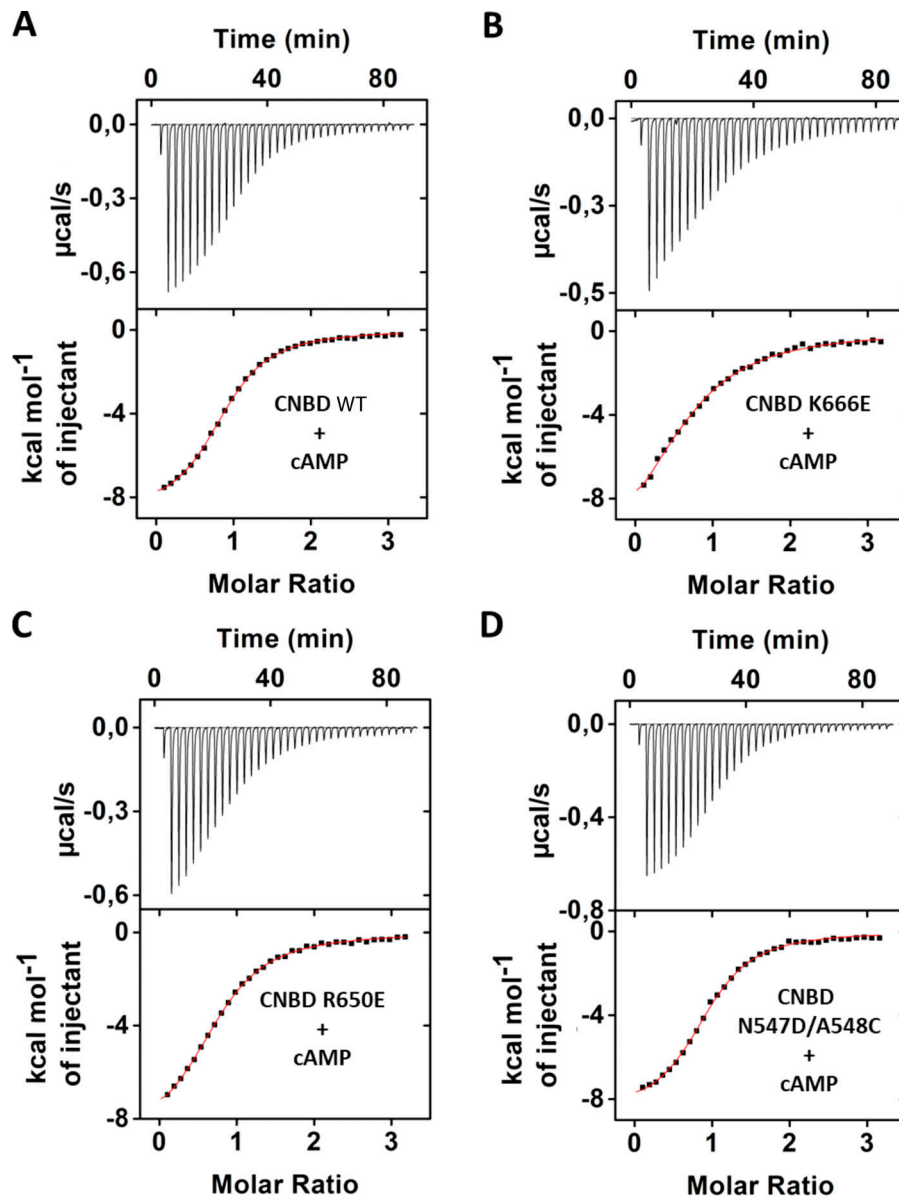 A
Time (min)
0 40 80
0,0
-0,3
-0,6
µcal/s
0
-4
-8
kcal mol⁻¹
of injectant
CNBD WT
+
cAMP
0 1 2 3
Molar Ratio
B
Time (min)
0 40 80
0,0
-0,3
-0,5
µcal/s
0
-4
-8
kcal mol⁻¹
of injectant
CNBD K666E
+
cAMP
0 1 2 3
Molar Ratio
C
Time (min)
0 40 80
0,0
-0,3
-0,6
µcal/s
0
-4
-8
kcal mol⁻¹
of injectant
CNBD R650E
+
cAMP
0 1 2 3
Molar Ratio
D
Time (min)
0 40 80
0,0
-0,4
-0,8
µcal/s
0
-4
-8
kcal mol⁻¹
of injectant
CNBD
N547D/A548C
+
cAMP
0 1 2 3
Molar Ratio